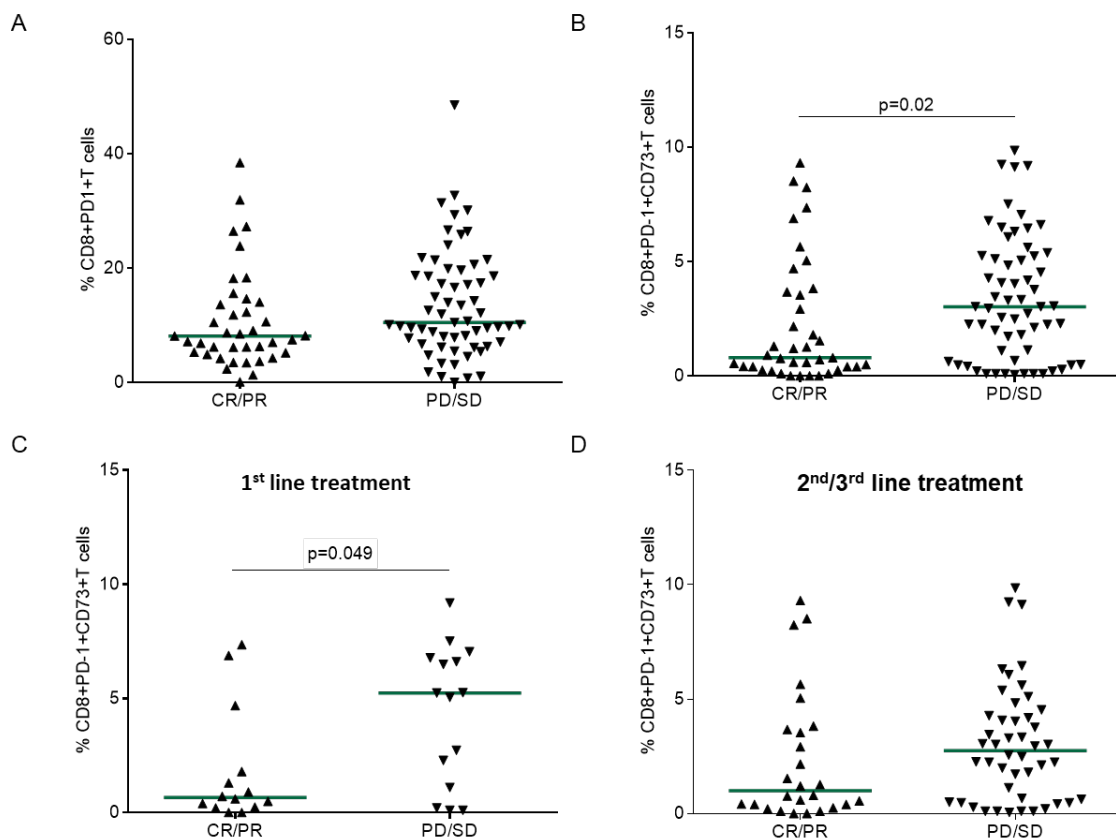 A
60
40
20
0
% CD8+PD1+T cells
CR/PR
PD/SD
B
15
10
5
0
% CD8+PD-1+CD73+T cells
p=0.02
CR/PR
PD/SD
C
15
10
5
0
% CD8+PD-1+CD73+T cells
1st line treatment
p=0.049
CR/PR
PD/SD
D
15
10
5
0
% CD8+PD-1+CD73+T cells
2nd/3rd line treatment
CR/PR
PD/SD